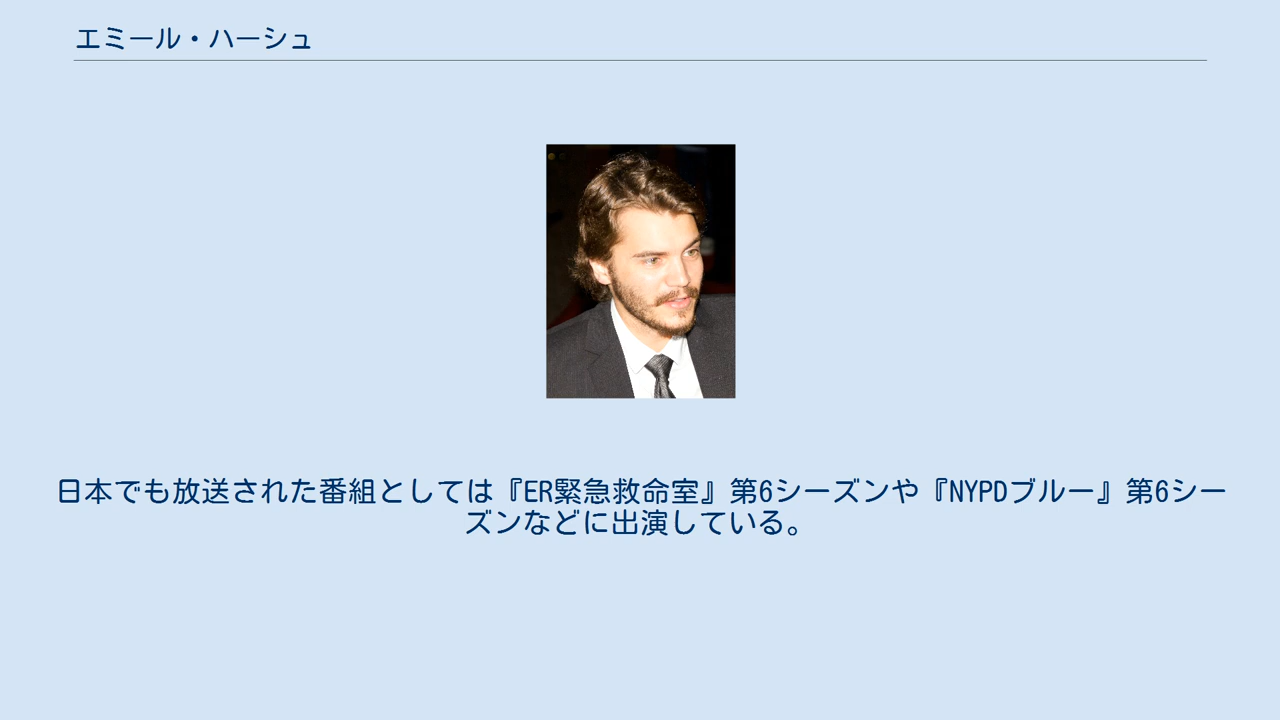 エミール・ハーシュ
日本でも放送された番組としては『ER緊急救命室』第6シーズンや『NYPDブルー』第6シー
ズンなどに出演している。